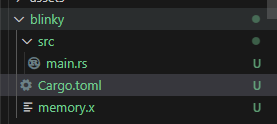 assets
blinky
src
main.rs U
Cargo.toml U
memory.x U